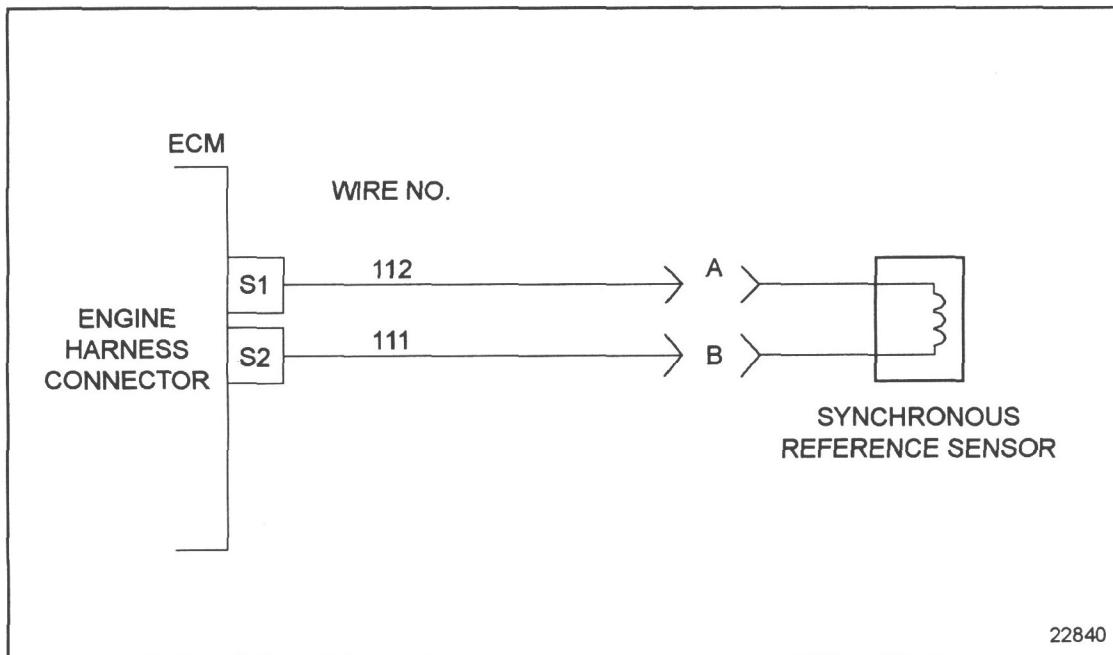 ECM
WIRE NO.
S1
112
A
ENGINE
HARNESS
CONNECTOR
S2
111
B
SYNCHRONOUS
REFERENCE SENSOR
22840